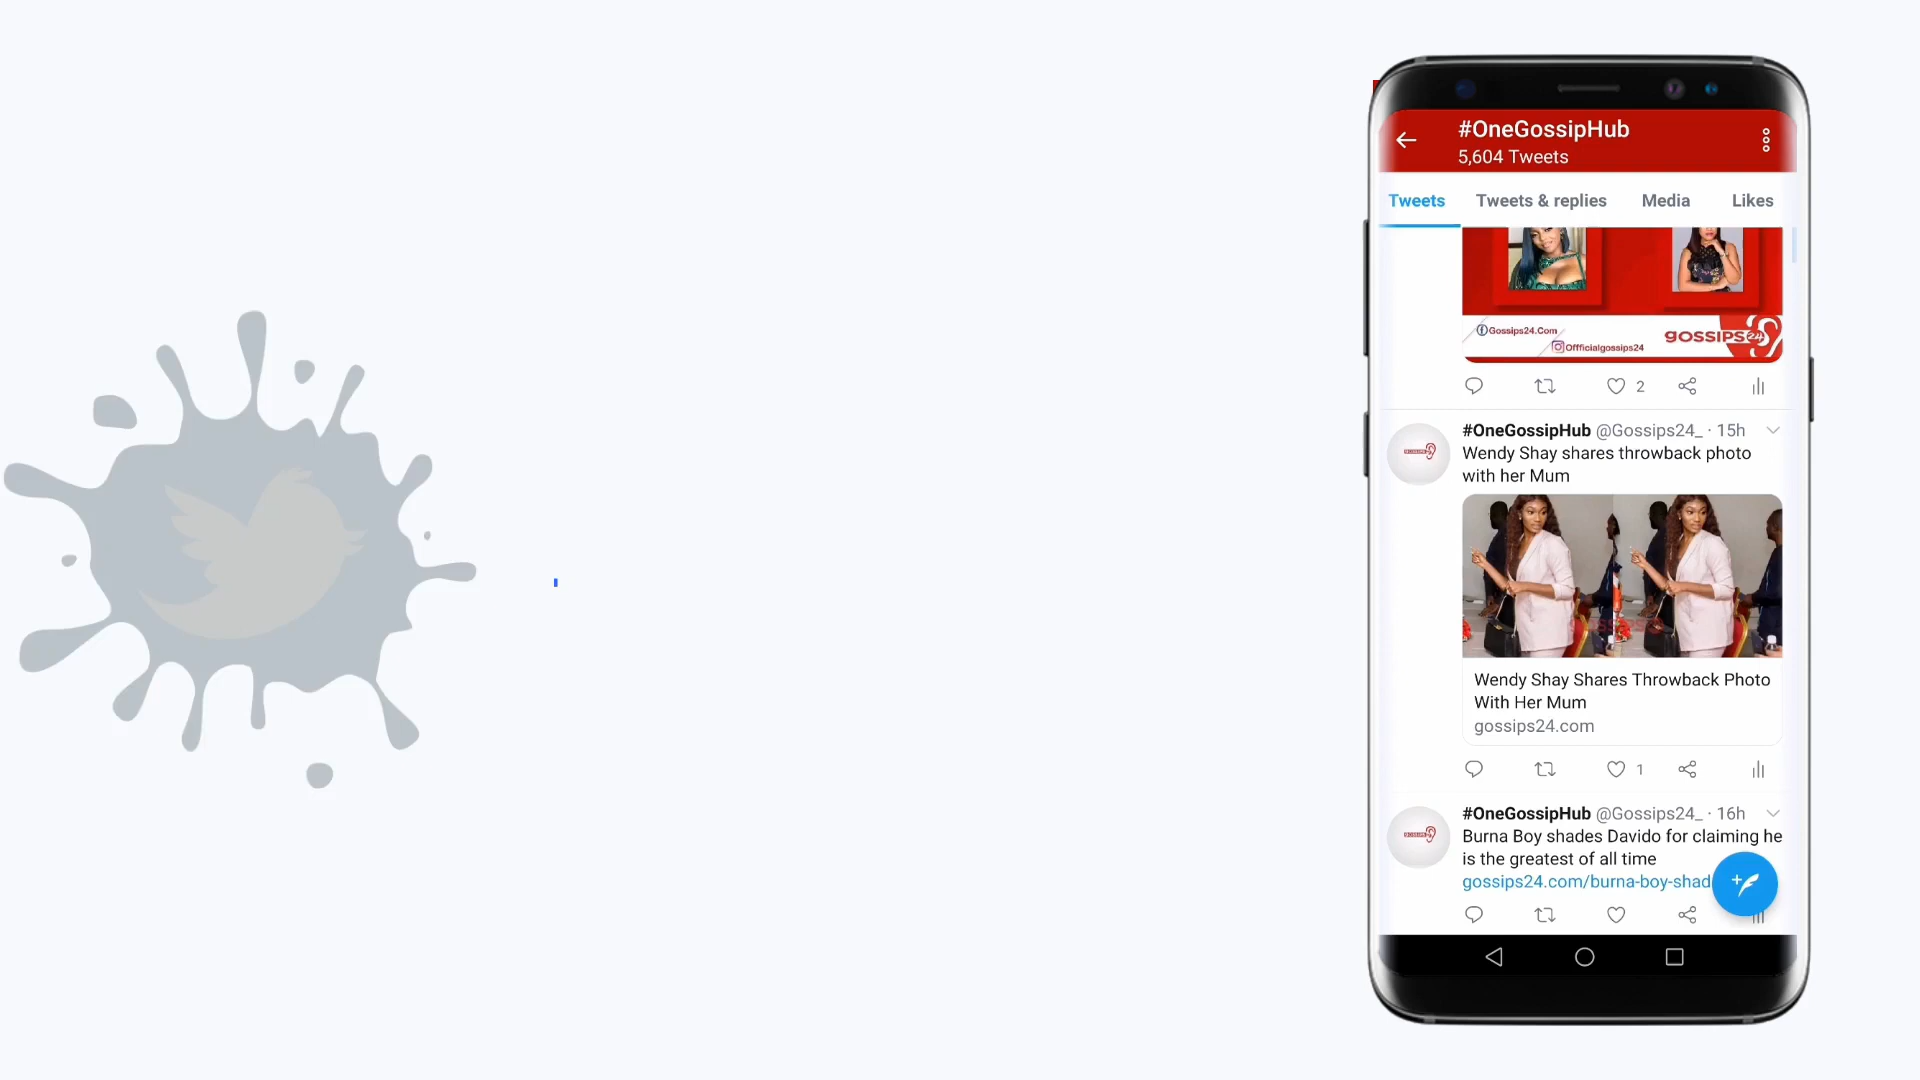 #OneGossipHub
5,604 Tweets
Tweets
Tweets & replies
Media
Likes
Gossips24.Com
Offficialgossips24
gossips24
2
#OneGossipHub @Gossips24_ · 15h
Wendy Shay shares throwback photo
with her Mum
Wendy Shay Shares Throwback Photo
With Her Mum
gossips24.com
1
#OneGossipHub @Gossips24_ · 16h
Burna Boy shades Davido for claiming he
is the greatest of all time
gossips24.com/burna-boy-shad